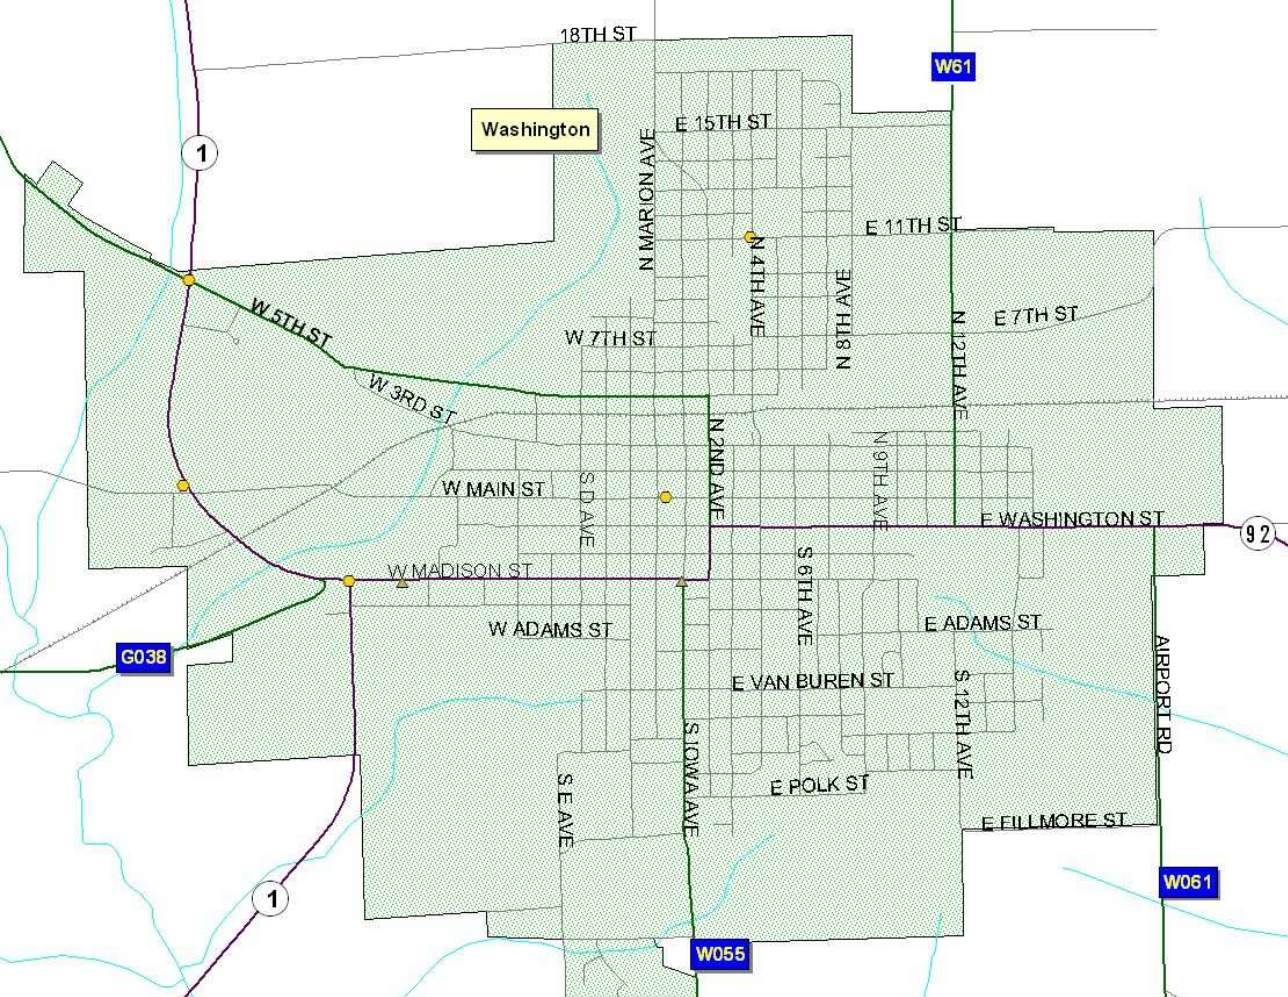 18TH ST
W61
Washington
E 15TH ST
1
N MARION AVE
E 11TH ST
N 4TH AVE
N 8TH AVE
W 5TH ST
W 7TH ST
E 7TH ST
N 12TH AVE
W 3RD ST
N 2ND AVE
N 9TH AVE
W MAIN ST
S D AVE
E WASHINGTON ST
92
W MADISON ST
S 6TH AVE
W ADAMS ST
E ADAMS ST
G038
E VAN BUREN ST
S 12TH AVE
AIRPORT RD
S IOWA AVE
S E AVE
E POLK ST
E FILLMORE ST
1
W061
W055